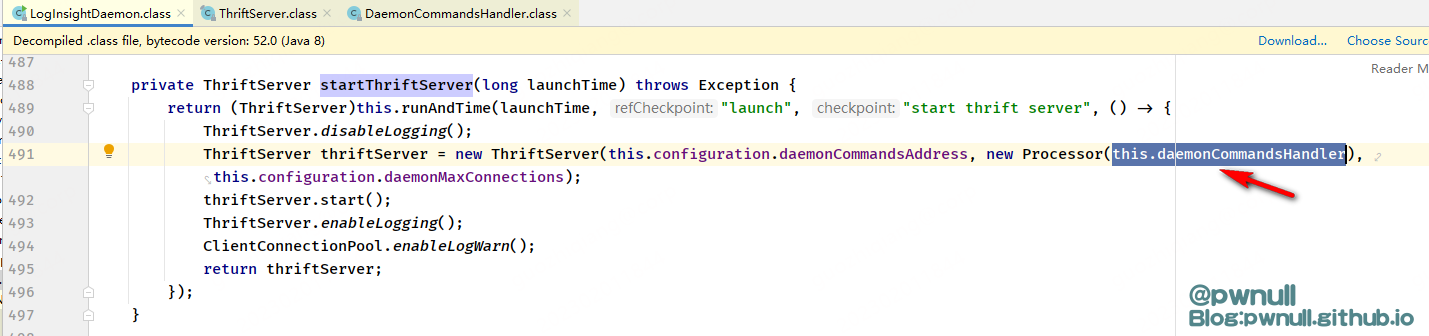 LogInsightDaemon.class × ThriftServer.class × DaemonCommandsHandler.class ×
Decompiled .class file, bytecode version: 52.0 (Java 8) Download... Choose Sourc
Reader M
487
488 private ThriftServer startThriftServer(long launchTime) throws Exception {
489 return (ThriftServer)this.runAndTime(launchTime, refCheckpoint: "launch", checkpoint: "start thrift server", () -> {
490 ThriftServer.disableLogging();
491 ThriftServer thriftServer = new ThriftServer(this.configuration.daemonCommandsAddress, new Processor(this.daemonCommandsHandler),
this.configuration.daemonMaxConnections);
492 thriftServer.start();
493 ThriftServer.enableLogging();
494 ClientConnectionPool.enableLogWarn();
495 return thriftServer;
496 });
497 }
@pwnull
Blog:pwnull.github.io